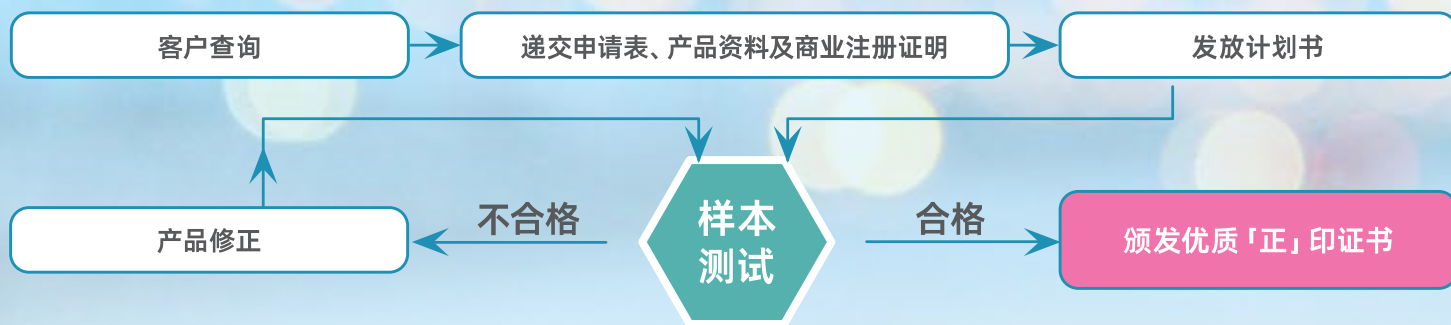 客户查询
递交申请表、产品资料及商业注册证明
发放计划书
产品修正
不合格
样本
测试
合格
颁发优质「正」印证书